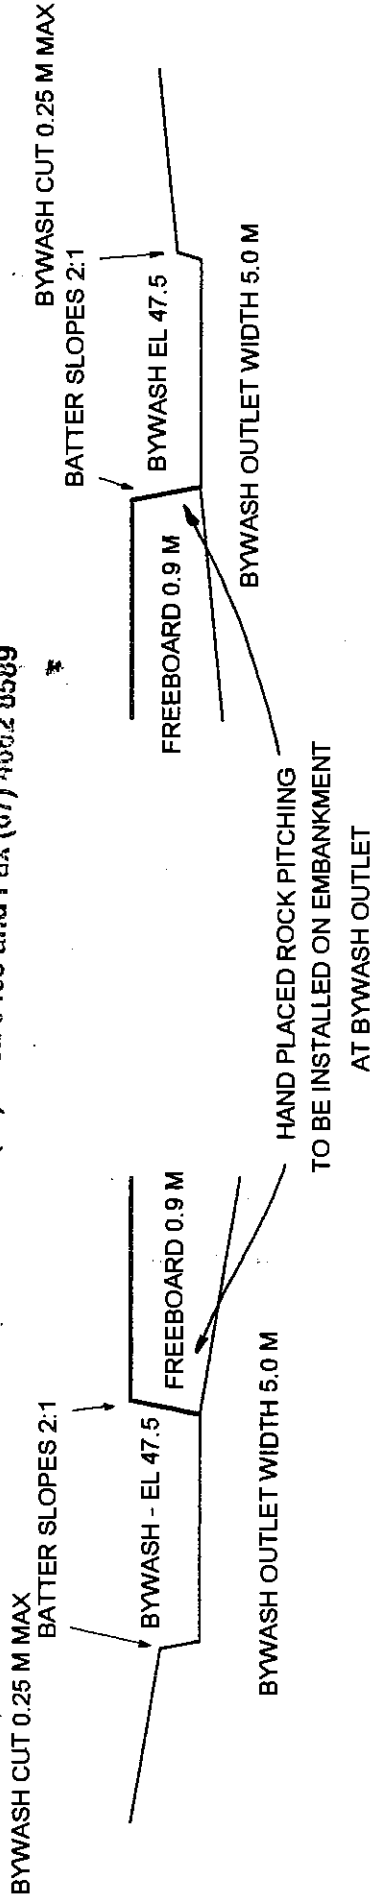 BYWASH CUT 0.25 M MAX
BATTER SLOPES 2:1
BYWASH - EL 47.5
FREEBOARD 0.9 M
BYWASH OUTLET WIDTH 5.0 M
HAND PLACED ROCK PITCHING
TO BE INSTALLED ON EMBANKMENT
AT BYWASH OUTLET
BYWASH CUT 0.25 M MAX
BATTER SLOPES 2:1
BYWASH EL 47.5
FREEBOARD 0.9 M
BYWASH OUTLET WIDTH 5.0 M